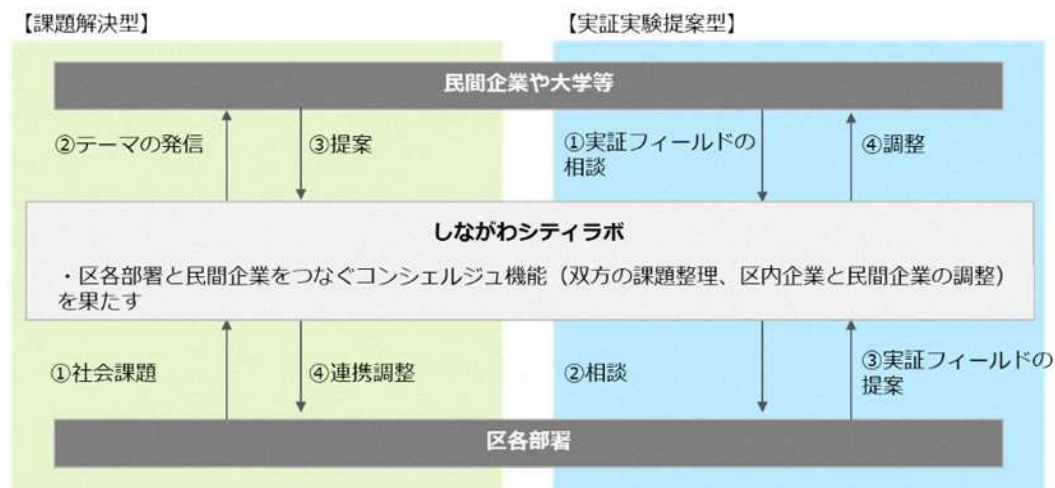 【課題解決型】
【実証実験提案型】
民間企業や大学等
②テーマの発信
③提案
①実証フィールドの
相談
④調整
しながわシティラボ
・区各部署と民間企業をつなぐコンシェルジュ機能（双方の課題整理、区内企業と民間企業の調整）
を果たす
①社会課題
④連携調整
②相談
③実証フィールドの
提案
区各部署